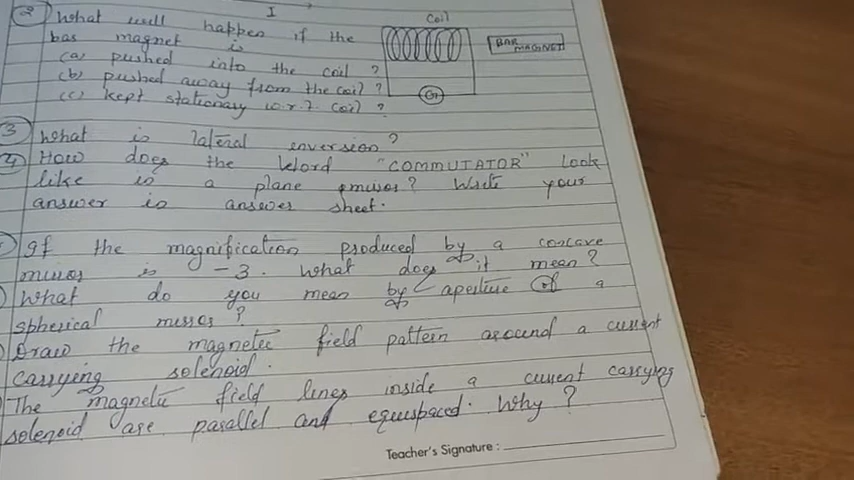 I
2 What will happen if the
bar magnet is
(a) pushed into the coil ?
(b) pushed away from the coil ?
(c) kept stationary w.r.t. coil ?
Coil
BAR MAGNET
G
3 What is lateral inversion ?
4 How does the word "COMMUTATOR" look
like in a plane mirror ? Write your
answer in answer sheet.
If the magnification produced by a concave
mirror is -3. What does it mean ?
What do you mean by aperture of a
spherical mirror ?
Draw the magnetic field pattern around a current
carrying solenoid.
The magnetic field lines inside a current carrying
solenoid are parallel and equispaced. Why ?
Teacher's Signature :